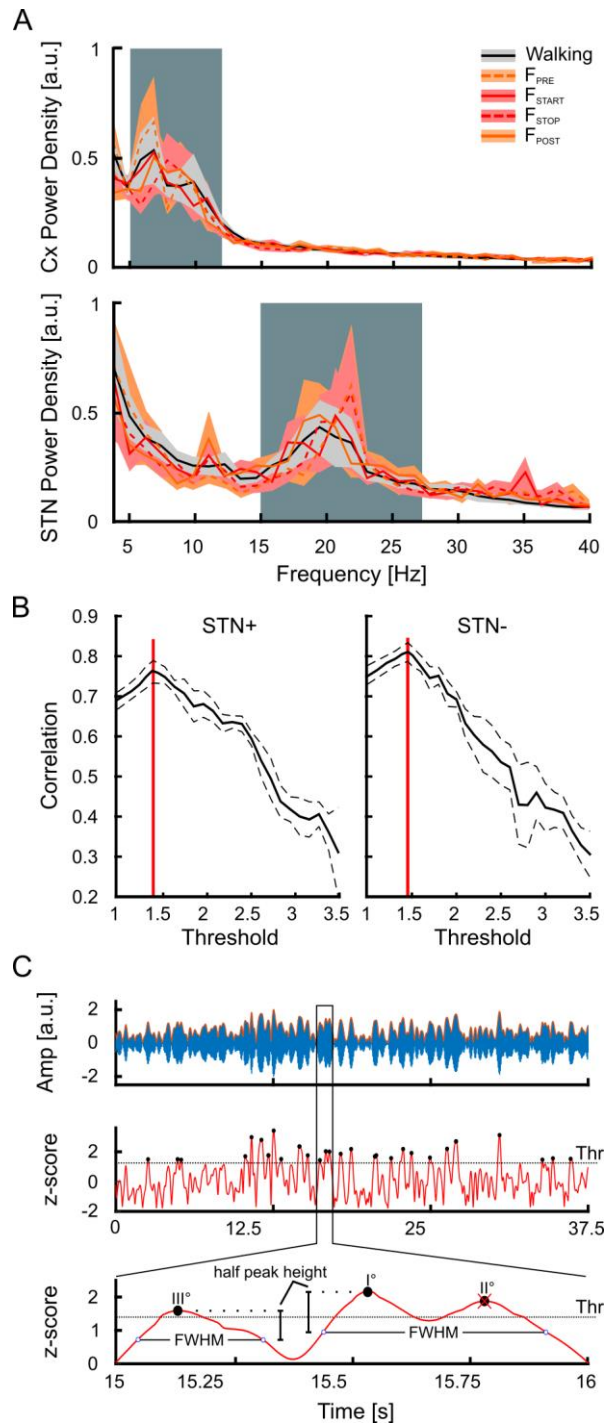 A
Cx Power Density [a.u.]
1
0.5
0
Walking
F PRE
F START
F STOP
F POST
STN Power Density [a.u.]
1
0.5
0
5 10 15 20 25 30 35 40
Frequency [Hz]
B
STN+ STN-
Correlation
0.9
0.8
0.7
0.6
0.5
0.4
0.3
0.2
1 1.5 2 2.5 3 3.5 1 1.5 2 2.5 3 3.5
Threshold Threshold
C
Amp [a.u.]
2
0
-2
z-score
2
0
-2
Thr
0 12.5 25 37.5
half peak height
z-score
2
1
0
III° I° II°
Thr
FWHM FWHM
15 15.25 15.5 15.75 16
Time [s]